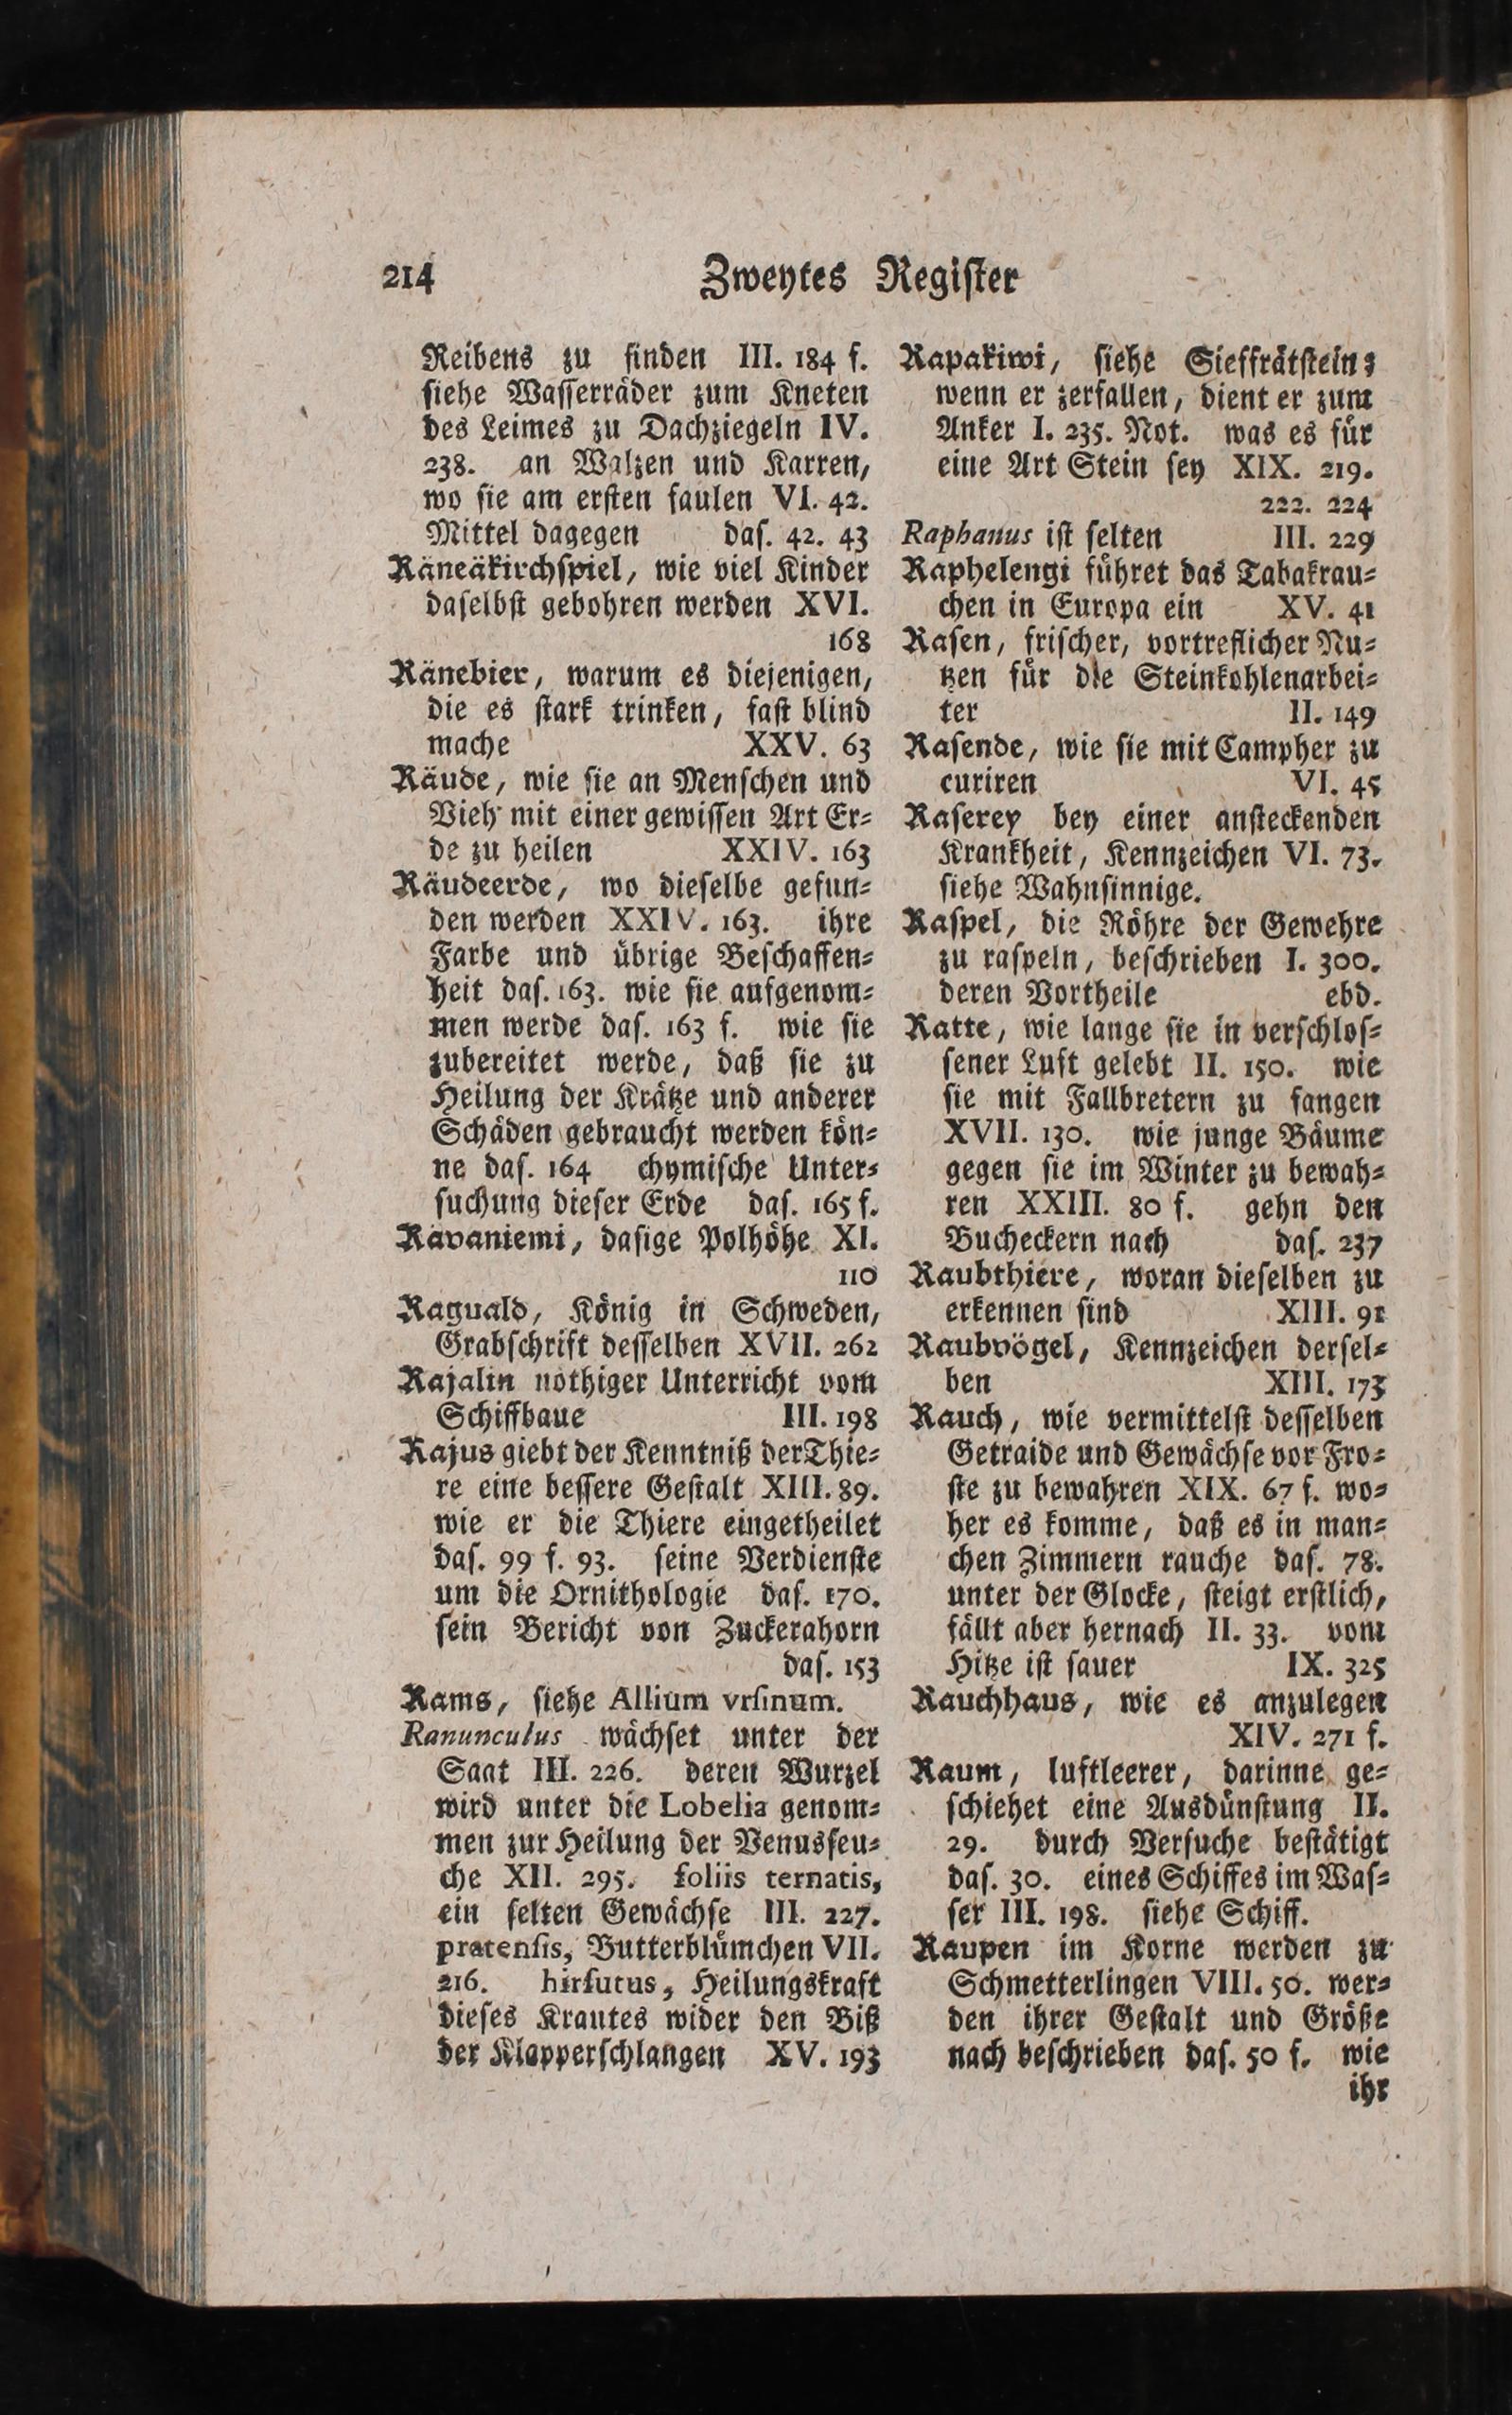 214 Zweytes Regiſter
Reibens zu finden III. 184 f.
ſiehe Waſſerräder zum Kneten
des Leimes zu Dachziegeln IV.
238. an Walzen und Karren,
wo ſie am erſten faulen VI. 42.
Mittel dagegen daſ. 42. 43
Räneäkirchſpiel, wie viel Kinder
daſelbſt gebohren werden XVI.
168
Ränebier, warum es diejenigen,
die es ſtark trinken, faſt blind
mache XXV. 63
Räude, wie ſie an Menſchen und
Vieh mit einer gewiſſen Art Er⸗
de zu heilen XXIV. 163
Räudeerde, wo dieſelbe gefun⸗
den werden XXIV. 163. ihre
Farbe und übrige Beſchaffen⸗
heit daſ. 163. wie ſie aufgenom⸗
men werde daſ. 163 f. wie ſie
zubereitet werde, daß ſie zu
Heilung der Krätze und anderer
Schäden gebraucht werden kön⸗
ne daſ. 164 chymiſche Unter⸗
ſuchung dieſer Erde daſ. 165 f.
Ravaniemi, daſige Polhöhe XI.
110
Raguald, König in Schweden,
Grabſchrift deſſelben XVII. 262
Rajalin nöthiger Unterricht vom
Schiffbaue III. 198
Rajus giebt der Kenntniß der Thie⸗
re eine beſſere Geſtalt XIII. 89.
wie er die Thiere eingetheilet
daſ. 99 f. 93. ſeine Verdienſte
um die Ornithologie daſ. 170.
ſein Bericht von Zuckerahorn
daſ. 153
Rams, ſiehe Allium vrſinum.
Ranunculus wächſet unter der
Saat III. 226. deren Wurzel
wird unter die Lobelia genom⸗
men zur Heilung der Venusſeu⸗
che XII. 295. foliis ternatis,
ein ſelten Gewächſe III. 227.
pratenſis, Butterblümchen VII.
216. hirſutus, Heilungskraft
dieſes Krautes wider den Biß
der Klapperſchlangen XV. 193
Rapakiwi, ſiehe Sieffrätſtein;
wenn er zerfallen, dient er zum
Anker I. 235. Not. was es für
eine Art Stein ſey XIX. 219.
222. 224
Raphanus iſt ſelten III. 229
Raphelengi führet das Tabakrau⸗
chen in Europa ein XV. 41
Raſen, friſcher, vortreflicher Nu⸗
tzen für die Steinkohlenarbei⸗
ter II. 149
Raſende, wie ſie mit Campher zu
curiren VI. 45
Raſerey bey einer anſteckenden
Krankheit, Kennzeichen VI. 73.
ſiehe Wahnſinnige.
Raſpel, die Röhre der Gewehre
zu raſpeln, beſchrieben I. 300.
deren Vortheile ebd.
Ratte, wie lange ſie in verſchloſ⸗
ſener Luft gelebt II. 150. wie
ſie mit Fallbretern zu fangen
XVII. 130. wie junge Bäume
gegen ſie im Winter zu bewah⸗
ren XXIII. 80 f. gehn den
Bucheckern nach daſ. 237
Raubthiere, woran dieſelben zu
erkennen ſind XIII. 91
Raubvögel, Kennzeichen derſel⸗
ben XIII. 173
Rauch, wie vermittelſt deſſelben
Getraide und Gewächſe vor Fro⸗
ſte zu bewahren XIX. 67 f. wo⸗
her es komme, daß es in man⸗
chen Zimmern rauche daſ. 78.
unter der Glocke, ſteigt erſtlich,
fällt aber hernach II. 33. vom
Hitze iſt ſauer IX. 325
Rauchhaus, wie es anzulegen
XIV. 271 f.
Raum, luftleerer, darinne ge⸗
ſchiehet eine Ausdünſtung II.
29. durch Verſuche beſtätigt
daſ. 30. eines Schiffes im Waſ⸗
ſer III. 198. ſiehe Schiff.
Raupen im Korne werden zu
Schmetterlingen VIII. 50. wer⸗
den ihrer Geſtalt und Größe
nach beſchrieben daſ. 50 f. wie
ihr